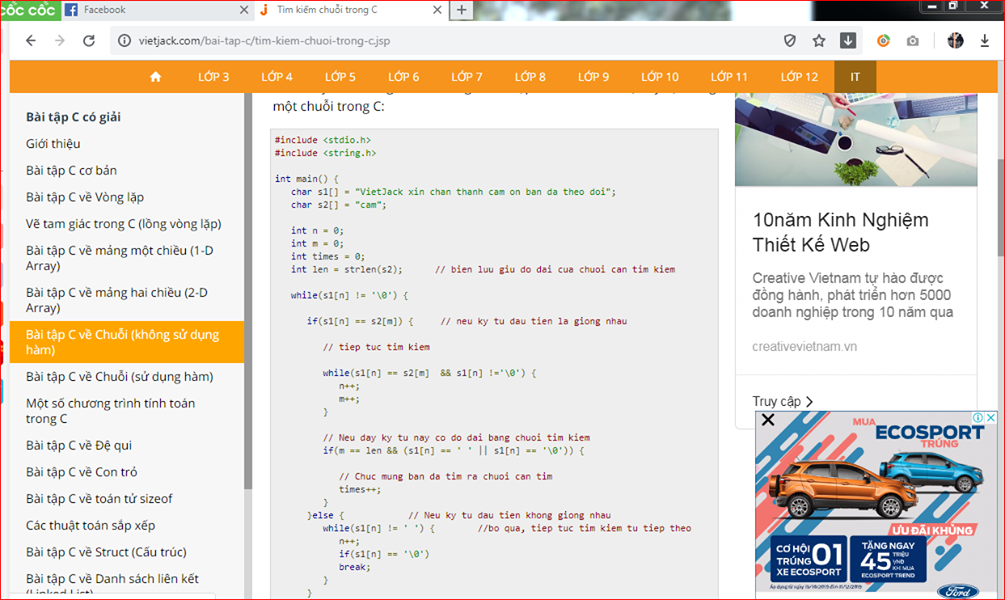 CỐC CỐC
Facebook
Tìm kiếm chuỗi trong C
vietjack.com/bai-tap-c/tim-kiem-chuoi-trong-c.jsp
LỚP 3 LỚP 4 LỚP 5 LỚP 6 LỚP 7 LỚP 8 LỚP 9 LỚP 10 LỚP 11 LỚP 12 IT
Bài tập C có giải
Giới thiệu
Bài tập C cơ bản
Bài tập C về Vòng lặp
Vẽ tam giác trong C (lồng vòng lặp)
Bài tập C về mảng một chiều (1-D
Array)
Bài tập C về mảng hai chiều (2-D
Array)
Bài tập C về Chuỗi (không sử dụng
hàm)
Bài tập C về Chuỗi (sử dụng hàm)
Một số chương trình tính toán
trong C
Bài tập C về Đệ qui
Bài tập C về Con trỏ
Bài tập C về toán tử sizeof
Các thuật toán sắp xếp
Bài tập C về Struct (Cấu trúc)
Bài tập C về Danh sách liên kết
(Linked List)
một chuỗi trong C:
#include <stdio.h>
#include <string.h>
int main() {
char s1[] = "VietJack xin chan thanh cam on ban da theo doi";
char s2[] = "cam";
int n = 0;
int m = 0;
int times = 0;
int len = strlen(s2); // bien luu giu do dai cua chuoi can tim kiem
while(s1[n] != '\0') {
if(s1[n] == s2[m]) { // neu ky tu dau tien la giong nhau
// tiep tuc tim kiem
while(s1[n] == s2[m] && s1[n] !='\0') {
n++;
m++;
}
// Neu day ky tu nay co do dai bang chuoi tim kiem
if(m == len && (s1[n] == ' ' || s1[n] == '\0')) {
// Chuc mung ban da tim ra chuoi can tim
times++;
}
}else { // Neu ky tu dau tien khong giong nhau
while(s1[n] != ' ') { //bo qua, tiep tuc tim kiem tu tiep theo
n++;
if(s1[n] == '\0')
break;
}
}
10năm Kinh Nghiệm
Thiết Kế Web
Creative Vietnam tự hào được
đồng hành, phát triển hơn 5000
doanh nghiệp trong 10 năm qua
creativevietnam.vn
Truy cập
MUA
ECOSPORT
TRÚNG
ECOSPORT
ƯU ĐÃI KHỦNG
CƠ HỘI
TRÚNG 01
XE ECOSPORT
TẶNG NGAY
45 TRIỆU
VND
KHI MUA
ECOSPORT TREND
Ford